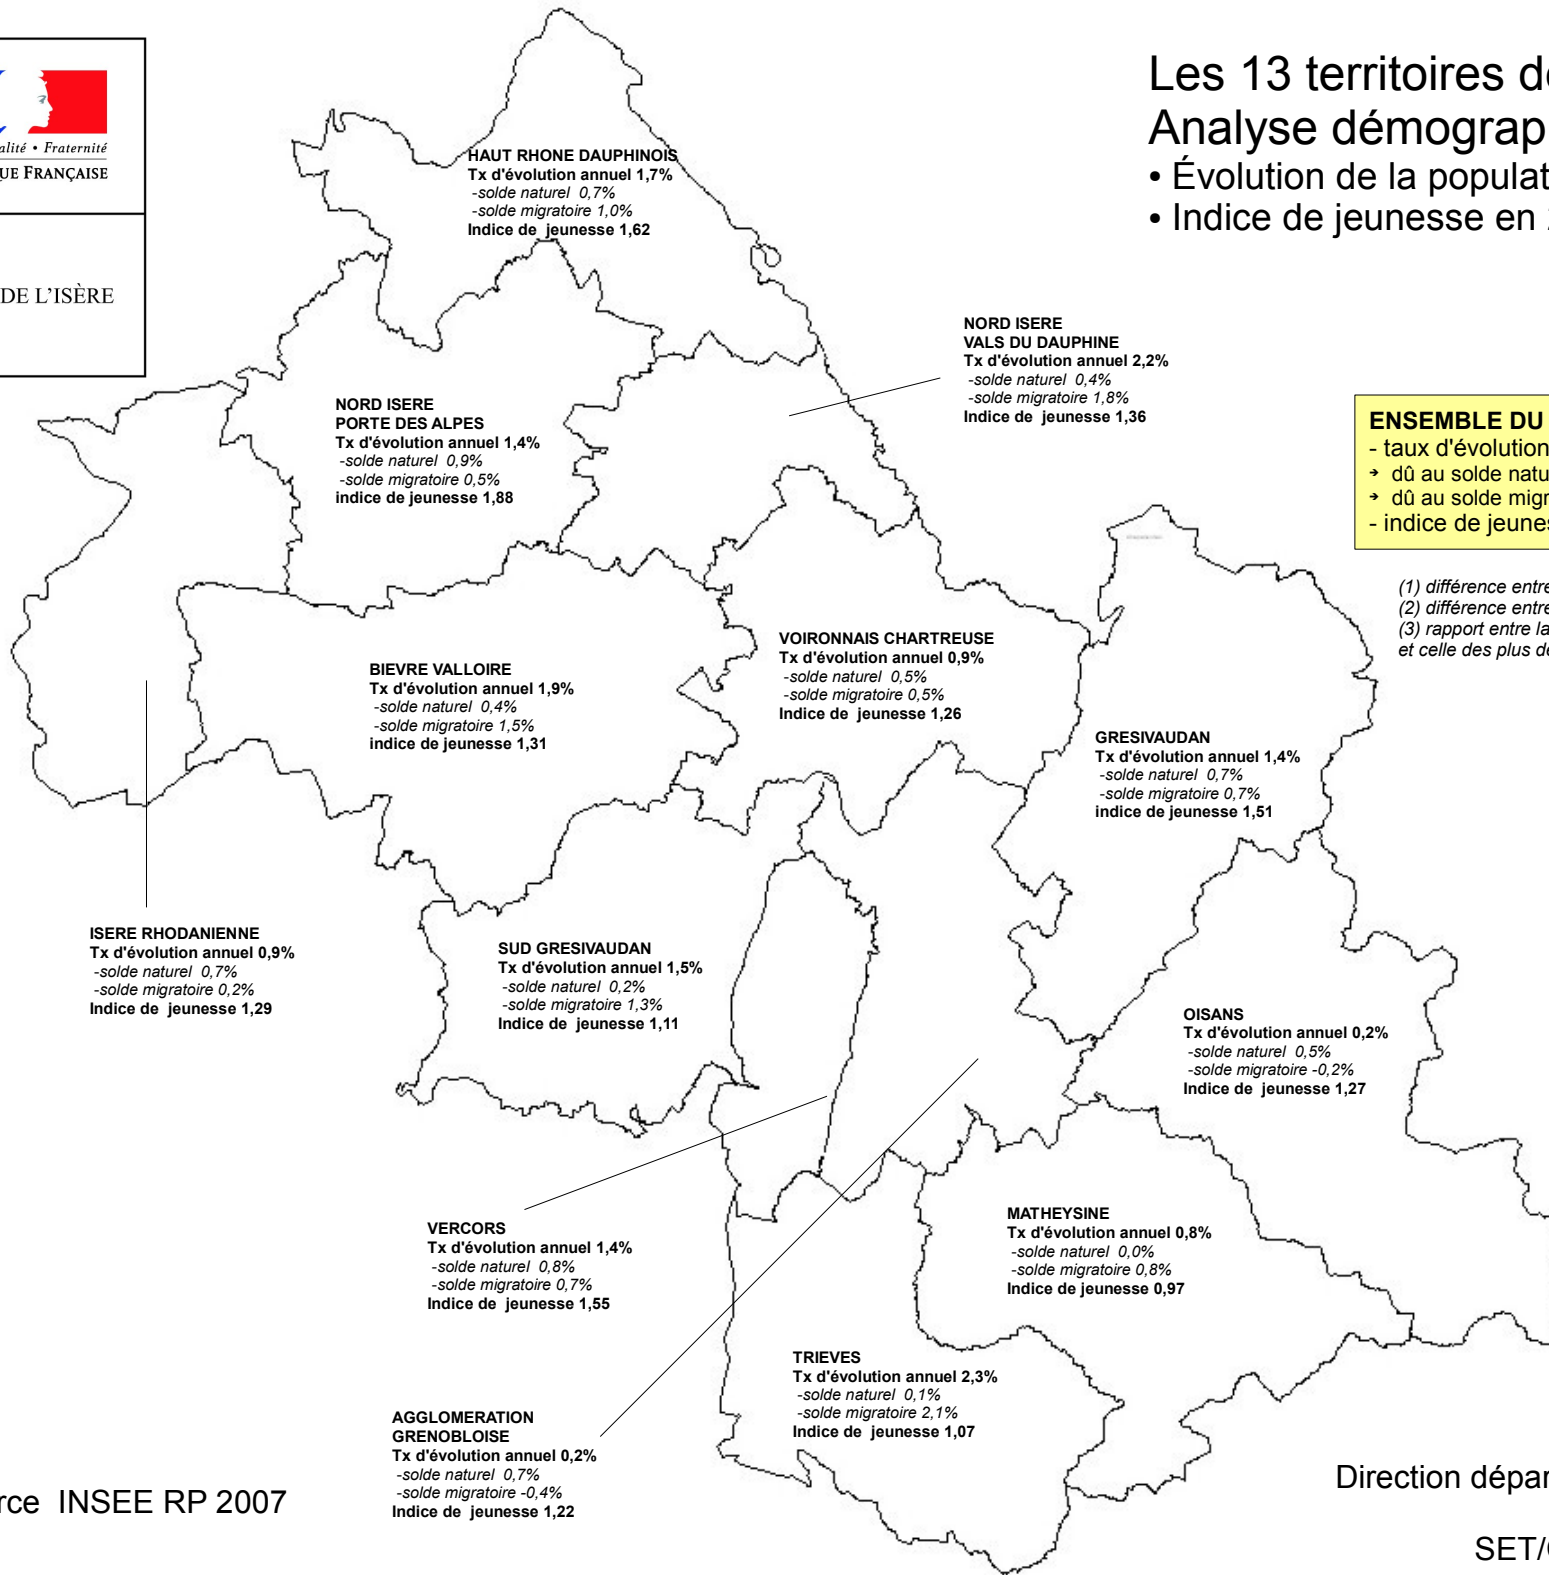 alité • Fraternité
UE FRANÇAISE
DE L'ISÈRE
Les 13 territoires
Analyse
• Évolution de la
• Indice de jeunesse en
HAUT RHONE DAUPHINOIS
Tx d'évolution annuel 1,7%
-solde naturel 0,7%
-solde migratoire 1,0%
Indice de jeunesse 1,62
NORD ISERE
VALS DU DAUPHINE
Tx d'évolution annuel 2,2%
-solde naturel 0,4%
-solde migratoire 1,8%
Indice de jeunesse 1,36
NORD ISERE
PORTE DES ALPES
Tx d'évolution annuel 1,4%
-solde naturel 0,9%
-solde migratoire 0,5%
indice de jeunesse 1,88
ENSEMBLE DU
- taux d'évolution
➔ dû au solde
➔ dû au solde
- indice de
(1) différence entre
(2) différence entre
(3) rapport entre la
et celle des plus
VOIRONNAIS CHARTREUSE
Tx d'évolution annuel 0,9%
-solde naturel 0,5%
-solde migratoire 0,5%
Indice de jeunesse 1,26
BIEVRE VALLOIRE
Tx d'évolution annuel 1,9%
-solde naturel 0,4%
-solde migratoire 1,5%
indice de jeunesse 1,31
GRESIVAUDAN
Tx d'évolution annuel 1,4%
-solde naturel 0,7%
-solde migratoire 0,7%
indice de jeunesse 1,51
ISERE RHODANIENNE
Tx d'évolution annuel 0,9%
-solde naturel 0,7%
-solde migratoire 0,2%
Indice de jeunesse 1,29
SUD GRESIVAUDAN
Tx d'évolution annuel 1,5%
-solde naturel 0,2%
-solde migratoire 1,3%
Indice de jeunesse 1,11
OISANS
Tx d'évolution annuel 0,2%
-solde naturel 0,5%
-solde migratoire -0,2%
Indice de jeunesse 1,27
VERCORS
Tx d'évolution annuel 1,4%
-solde naturel 0,8%
-solde migratoire 0,7%
Indice de jeunesse 1,55
MATHEYSINE
Tx d'évolution annuel 0,8%
-solde naturel 0,0%
-solde migratoire 0,8%
Indice de jeunesse 0,97
TRIEVES
Tx d'évolution annuel 2,3%
-solde naturel 0,1%
-solde migratoire 2,1%
Indice de jeunesse 1,07
AGGLOMERATION
GRENOBLOISE
Tx d'évolution annuel 0,2%
-solde naturel 0,7%
-solde migratoire -0,4%
Indice de jeunesse 1,22
rce INSEE RP 2007
Direction
SET/